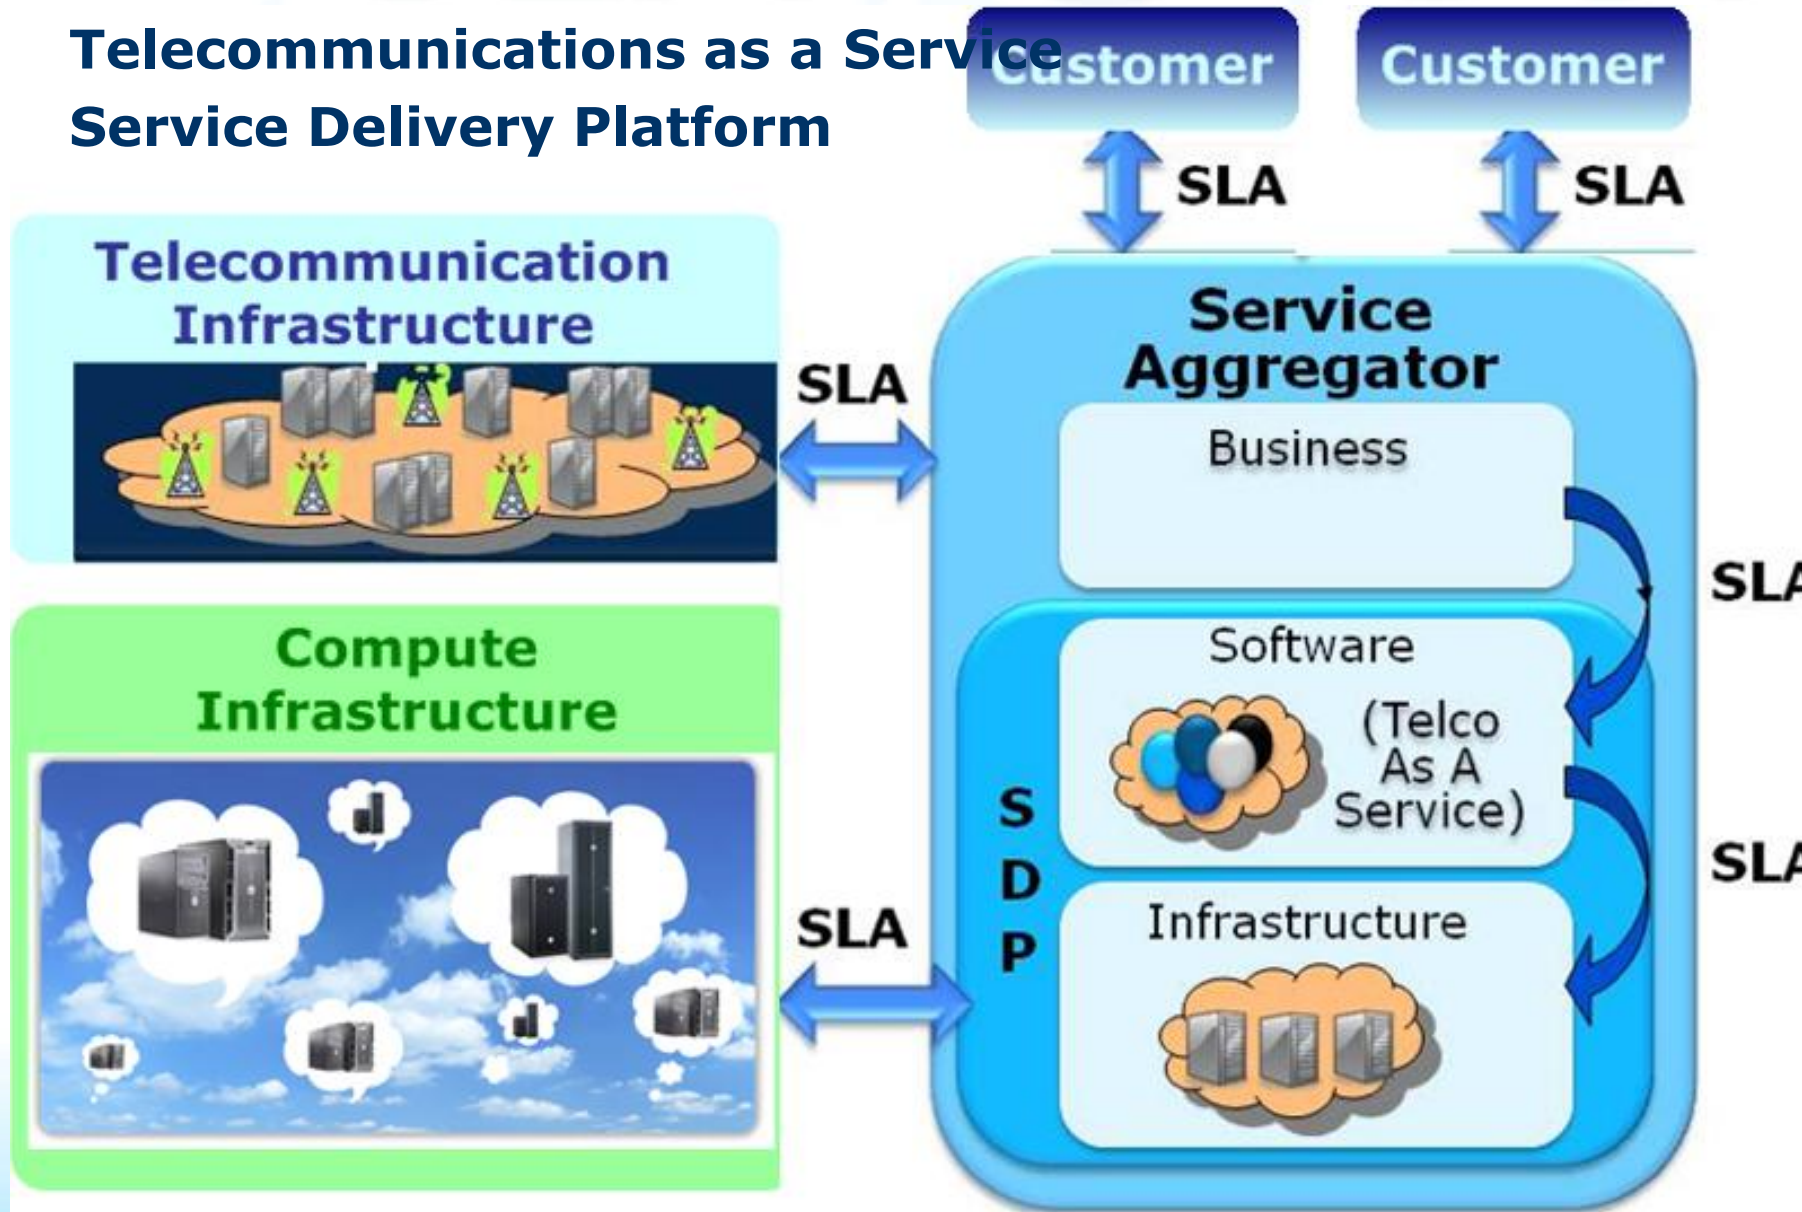 Telecommunications as a Service
Service Delivery Platform
Customer
Customer
SLA
SLA
Telecommunication
Infrastructure
SLA
Service
Aggregator
Business
SLA
Compute
Infrastructure
Software
(Telco
As A
Service)
S
D
P
SLA
SLA
Infrastructure